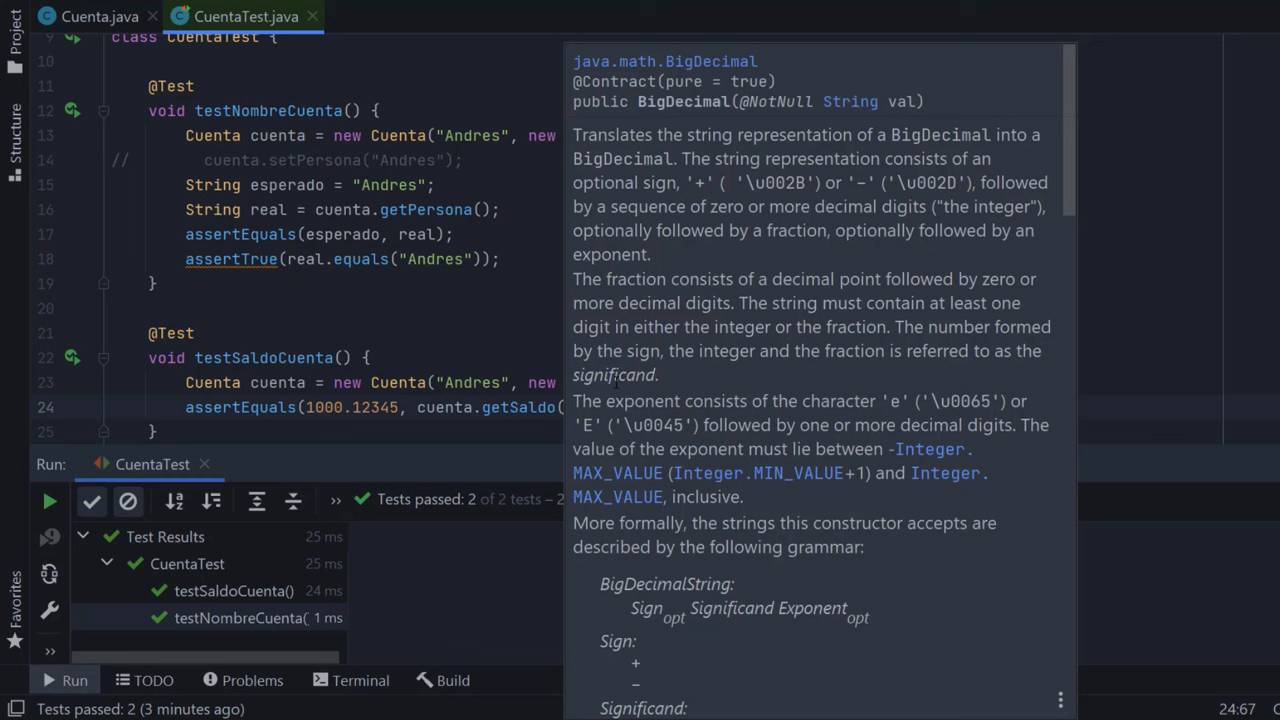 Project
Cuenta.java
CuentaTest.java
9 class CuentaTest {
10
11 @Test
12 void testNombreCuenta() {
13 Cuenta cuenta = new Cuenta("Andres", new
14 // cuenta.setPersona("Andres");
15 String esperado = "Andres";
16 String real = cuenta.getPersona();
17 assertEquals(esperado, real);
18 assertTrue(real.equals("Andres"));
19 }
20
21 @Test
22 void testSaldoCuenta() {
23 Cuenta cuenta = new Cuenta("Andres", new
24 assertEquals(1000.12345, cuenta.getSaldo(
25 }
Structure
java.math.BigDecimal
@Contract(pure = true)
public BigDecimal(@NotNull String val)
Translates the string representation of a BigDecimal into a
BigDecimal. The string representation consists of an
optional sign, '+' ( '\u002B') or '-' ('\u002D'), followed
by a sequence of zero or more decimal digits ("the integer"),
optionally followed by a fraction, optionally followed by an
exponent.
The fraction consists of a decimal point followed by zero or
more decimal digits. The string must contain at least one
digit in either the integer or the fraction. The number formed
by the sign, the integer and the fraction is referred to as the
significand.
The exponent consists of the character 'e' ('\u0065') or
'E' ('\u0045') followed by one or more decimal digits. The
value of the exponent must lie between -Integer.
MAX_VALUE (Integer.MIN_VALUE+1) and Integer.
MAX_VALUE, inclusive.
More formally, the strings this constructor accepts are
described by the following grammar:
BigDecimalString:
Signopt Significand Exponentopt
Sign:
+
−
Significand:
Run: CuentaTest
Tests passed: 2 of 2 tests – 2
Test Results 25 ms
CuentaTest 25 ms
testSaldoCuenta() 24 ms
testNombreCuenta( 1 ms
Favorites
Run TODO Problems Terminal Build
Tests passed: 2 (3 minutes ago)
24:67